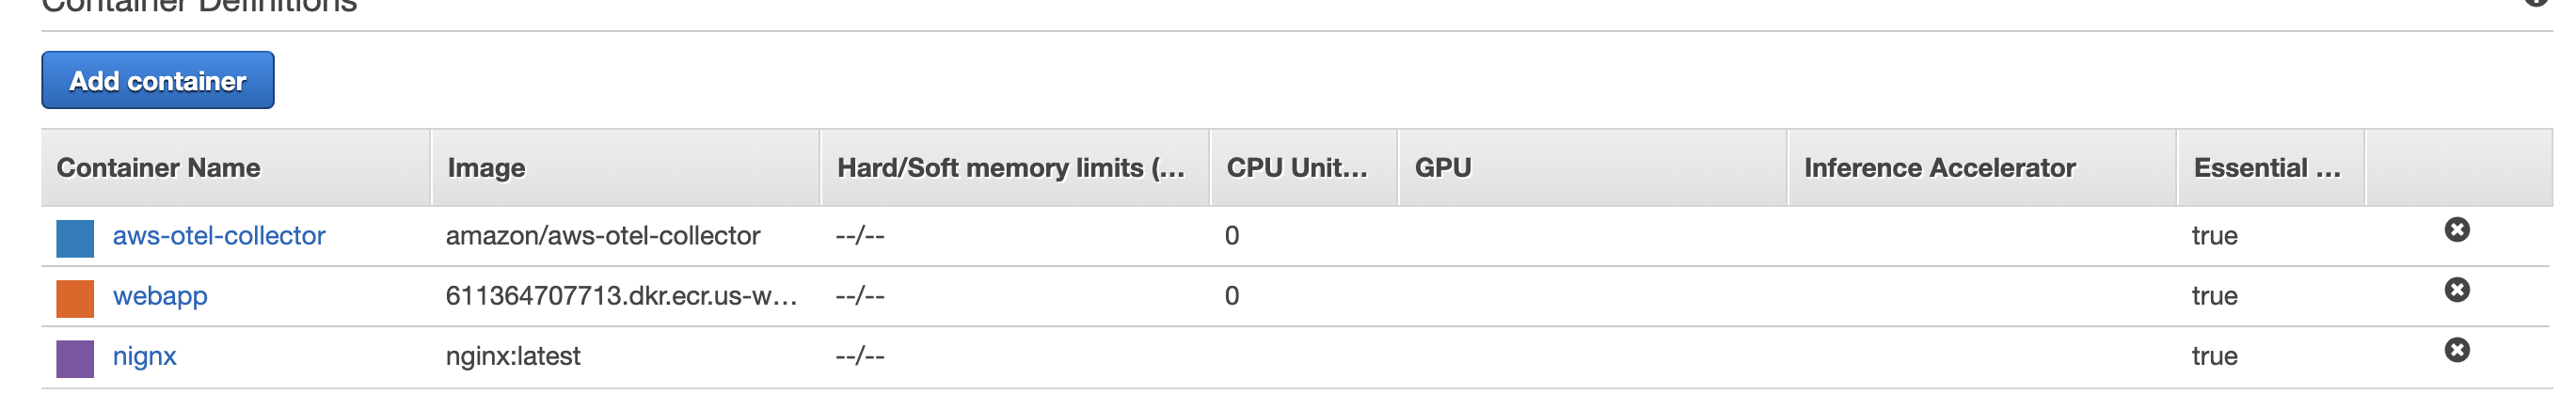 Container Definitions
Add container
Container Name Image Hard/Soft memory limits (... CPU Unit... GPU Inference Accelerator Essential ...
aws-otel-collector amazon/aws-otel-collector --/-- 0 true
webapp 611364707713.dkr.ecr.us-w... --/-- 0 true
nignx nginx:latest --/-- true